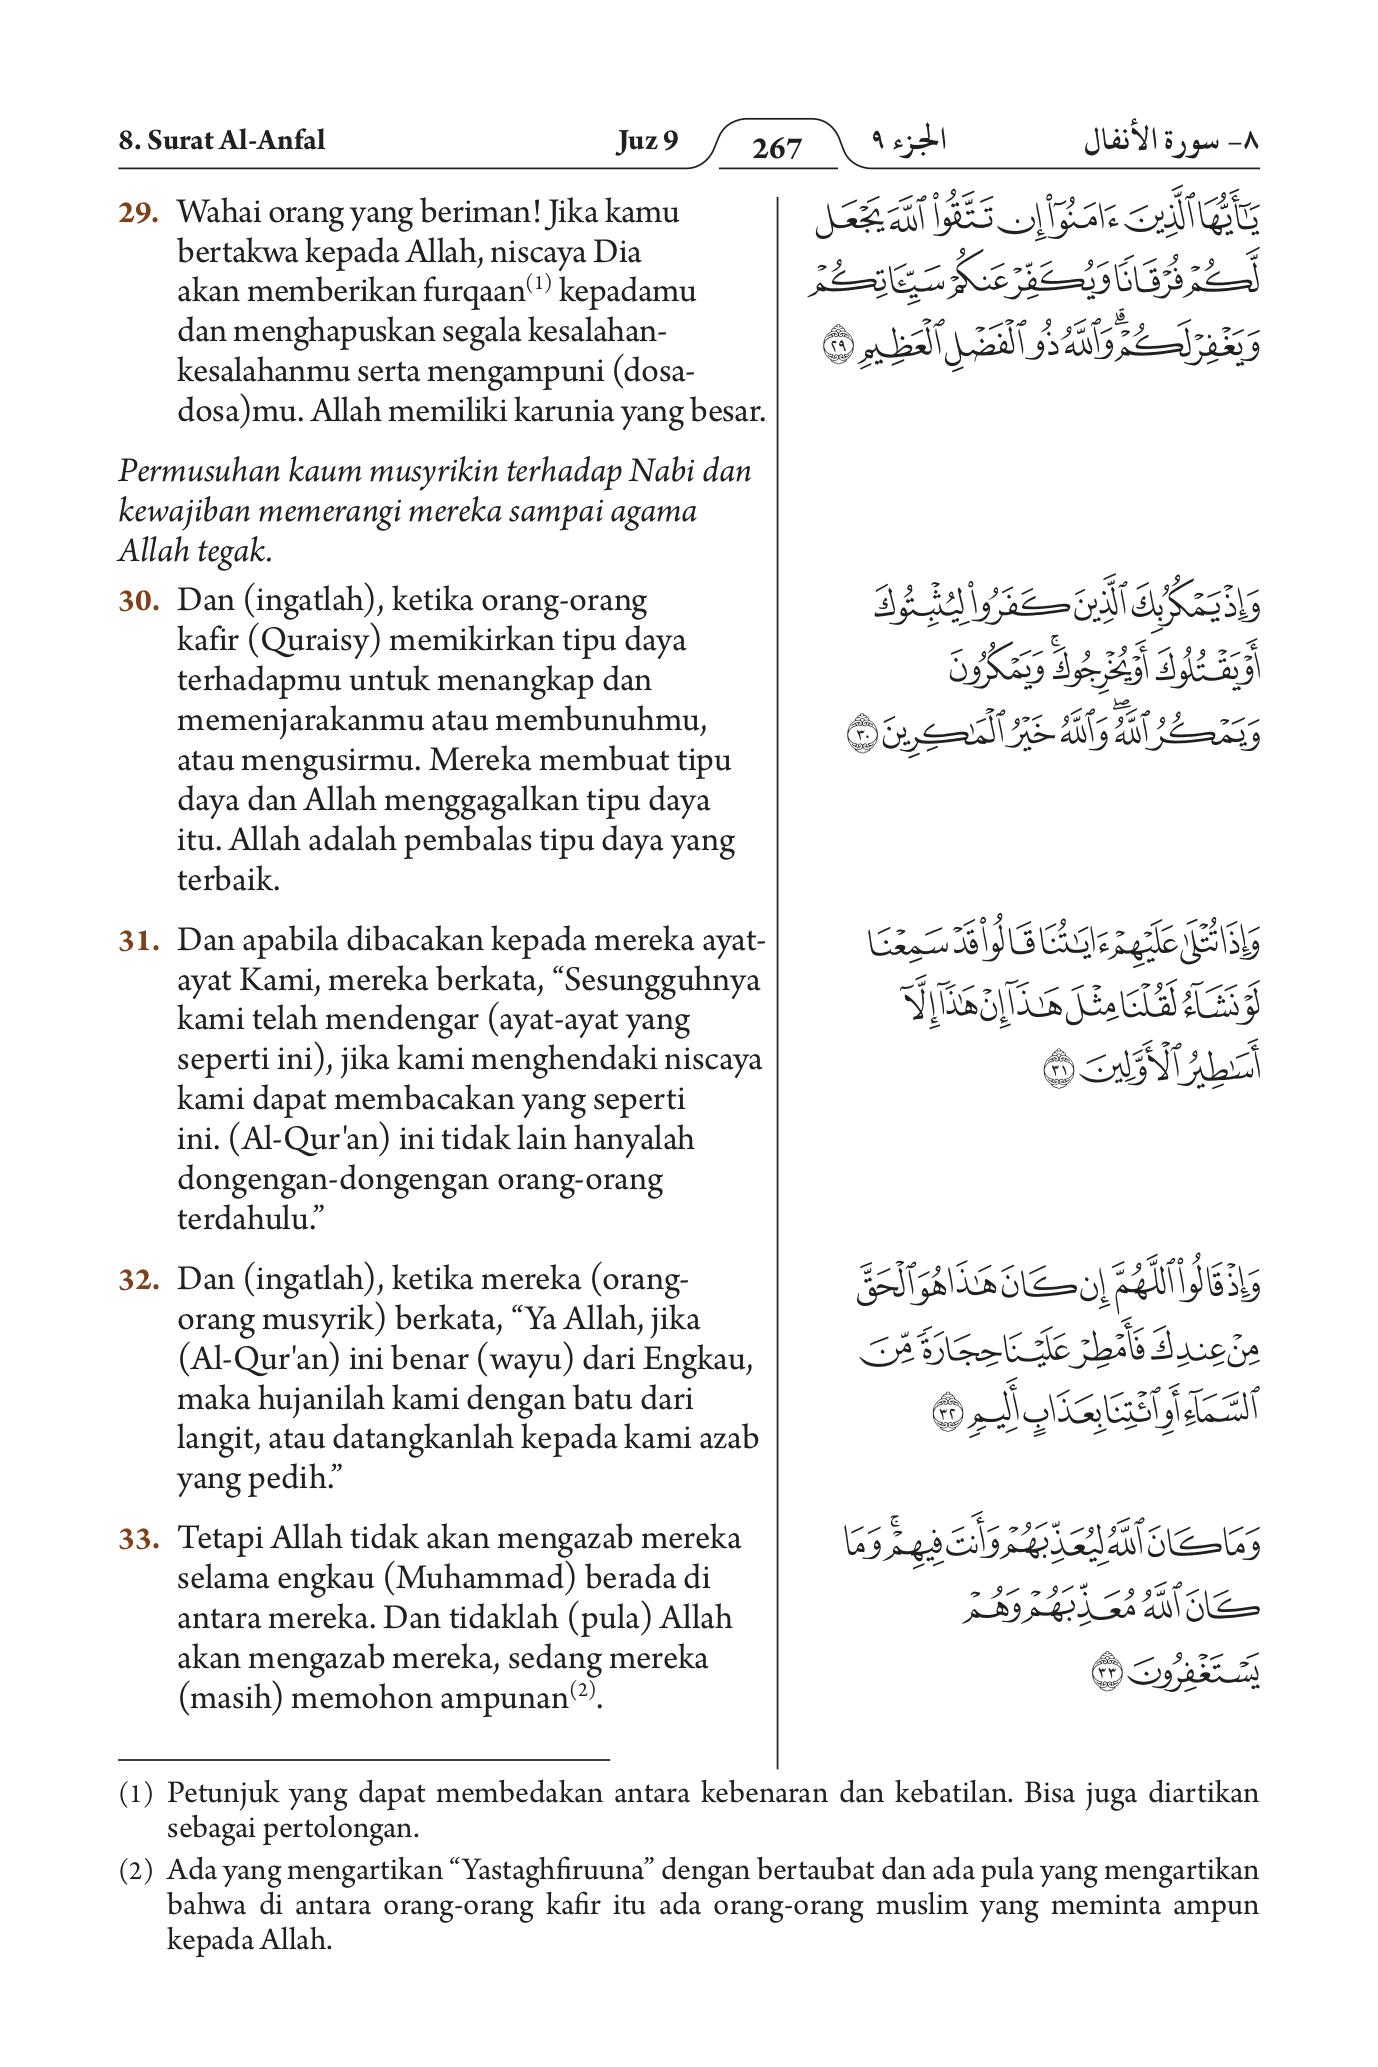 8. Surat Al-Anfal
Juz 9
267
الجزء ٩
٨- سورة الأنفال
29. Wahai orang yang beriman! Jika kamu
bertakwa kepada Allah, niscaya Dia
akan memberikan furqaan(1) kepadamu
dan menghapuskan segala kesalahan-
kesalahanmu serta mengampuni (dosa-
dosa)mu. Allah memiliki karunia yang besar.
يَـٰٓأَيُّهَا ٱلَّذِينَ ءَامَنُوٓا۟ إِن تَتَّقُوا۟ ٱللَّهَ يَجْعَل
لَّكُمْ فُرْقَانًا وَيُكَفِّرْ عَنكُمْ سَيِّـَٔاتِكُمْ
وَيَغْفِرْ لَكُمْ ۗ وَٱللَّهُ ذُو ٱلْفَضْلِ ٱلْعَظِيمِ ٢٩
Permusuhan kaum musyrikin terhadap Nabi dan
kewajiban memerangi mereka sampai agama
Allah tegak.
30. Dan (ingatlah), ketika orang-orang
kafir (Quraisy) memikirkan tipu daya
terhadapmu untuk menangkap dan
memenjarakanmu atau membunuhmu,
atau mengusirmu. Mereka membuat tipu
daya dan Allah menggagalkan tipu daya
itu. Allah adalah pembalas tipu daya yang
terbaik.
وَإِذْ يَمْكُرُ بِكَ ٱلَّذِينَ كَفَرُوا۟ لِيُثْبِتُوكَ
أَوْ يَقْتُلُوكَ أَوْ يُخْرِجُوكَ ۚ وَيَمْكُرُونَ
وَيَمْكُرُ ٱللَّهُ ۖ وَٱللَّهُ خَيْرُ ٱلْمَـٰكِرِينَ ٣٠
31. Dan apabila dibacakan kepada mereka ayat-
ayat Kami, mereka berkata, “Sesungguhnya
kami telah mendengar (ayat-ayat yang
seperti ini), jika kami menghendaki niscaya
kami dapat membacakan yang seperti
ini. (Al-Qur'an) ini tidak lain hanyalah
dongengan-dongengan orang-orang
terdahulu.”
وَإِذَا تُتْلَىٰ عَلَيْهِمْ ءَايَـٰتُنَا قَالُوا۟ قَدْ سَمِعْنَا
لَوْ نَشَآءُ لَقُلْنَا مِثْلَ هَـٰذَآ إِنْ هَـٰذَآ إِلَّآ
أَسَـٰطِيرُ ٱلْأَوَّلِينَ ٣١
32. Dan (ingatlah), ketika mereka (orang-
orang musyrik) berkata, “Ya Allah, jika
(Al-Qur'an) ini benar (wayu) dari Engkau,
maka hujanilah kami dengan batu dari
langit, atau datangkanlah kepada kami azab
yang pedih.”
وَإِذْ قَالُوا۟ ٱللَّهُمَّ إِن كَانَ هَـٰذَا هُوَ ٱلْحَقَّ
مِنْ عِندِكَ فَأَمْطِرْ عَلَيْنَا حِجَارَةً مِّنَ
ٱلسَّمَآءِ أَوِ ٱئْتِنَا بِعَذَابٍ أَلِيمٍ ٣٢
33. Tetapi Allah tidak akan mengazab mereka
selama engkau (Muhammad) berada di
antara mereka. Dan tidaklah (pula) Allah
akan mengazab mereka, sedang mereka
(masih) memohon ampunan(2).
وَمَا كَانَ ٱللَّهُ لِيُعَذِّبَهُمْ وَأَنتَ فِيهِمْ ۚ وَمَا
كَانَ ٱللَّهُ مُعَذِّبَهُمْ وَهُمْ
يَسْتَغْفِرُونَ ٣٣
(1) Petunjuk yang dapat membedakan antara kebenaran dan kebatilan. Bisa juga diartikan
sebagai pertolongan.
(2) Ada yang mengartikan “Yastaghfiruuna” dengan bertaubat dan ada pula yang mengartikan
bahwa di antara orang-orang kafir itu ada orang-orang muslim yang meminta ampun
kepada Allah.